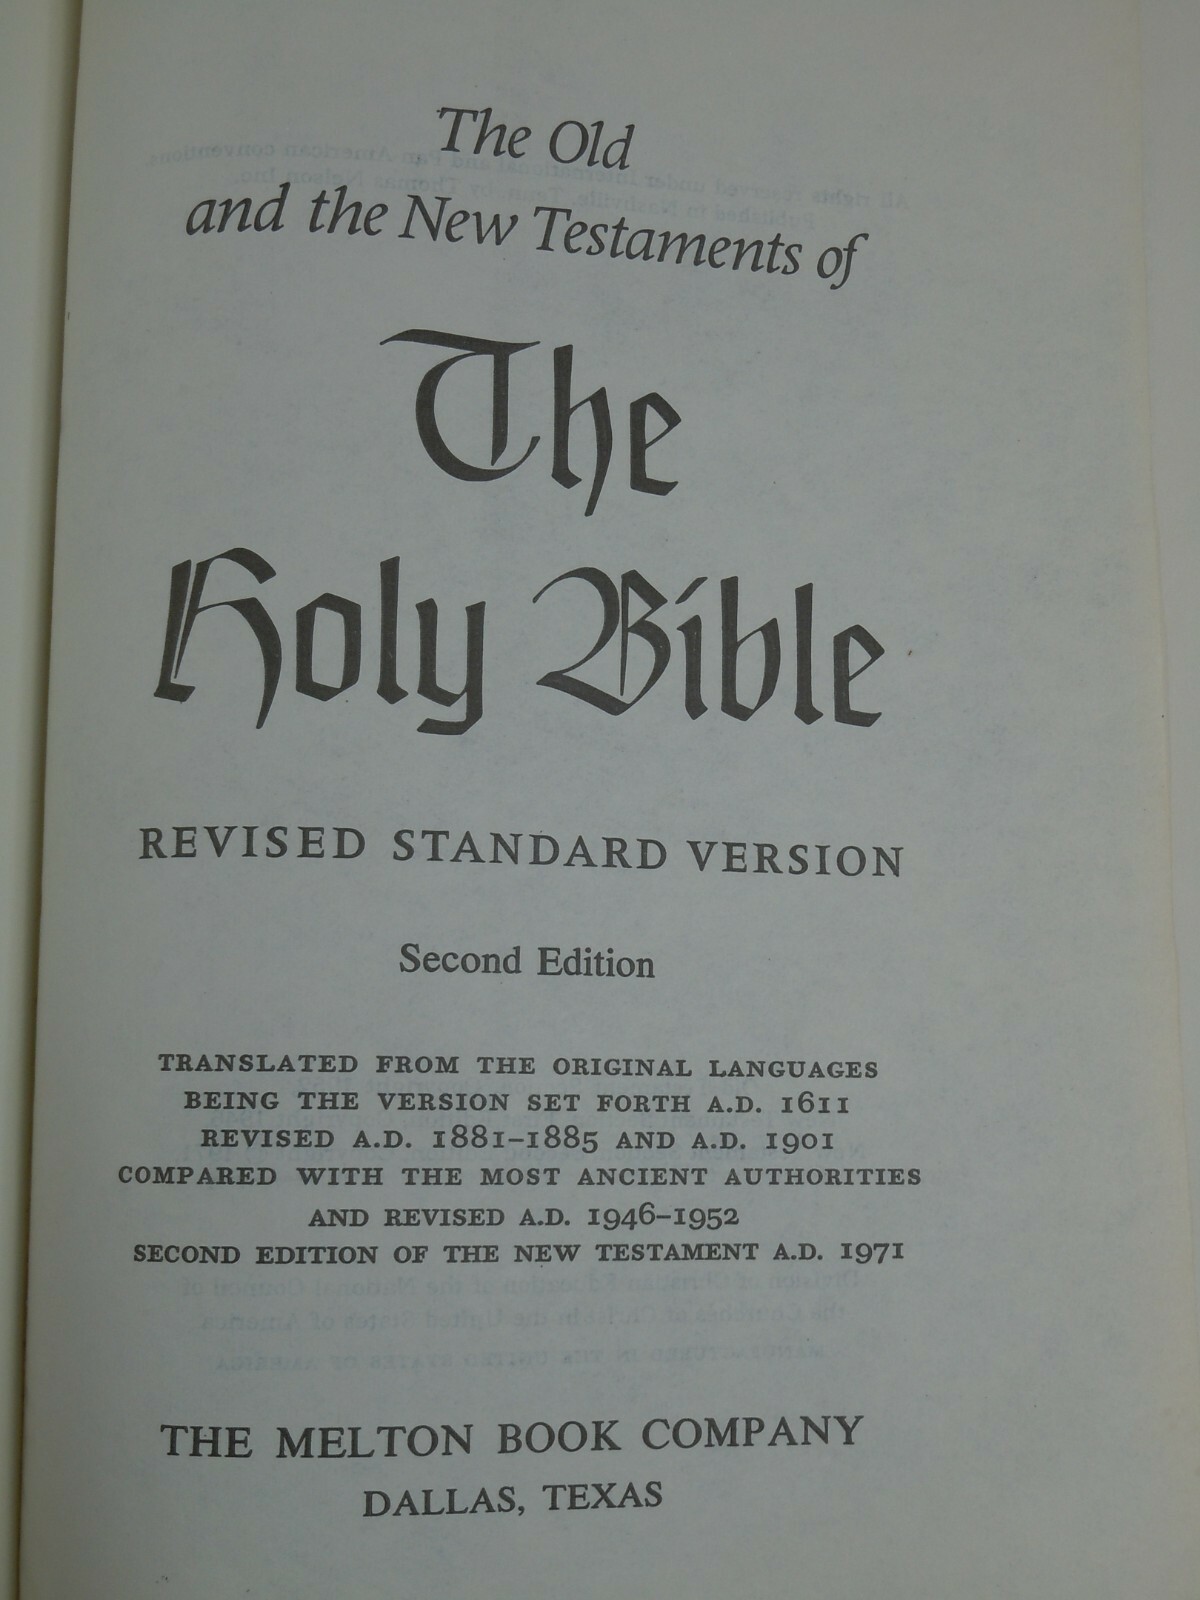 The Old
and the New Testaments of
The
Holy Bible
REVISED STANDARD VERSION
Second Edition
TRANSLATED FROM THE ORIGINAL LANGUAGES
BEING THE VERSION SET FORTH A.D. 1611
REVISED A.D. 1881–1885 AND A.D. 1901
COMPARED WITH THE MOST ANCIENT AUTHORITIES
AND REVISED A.D. 1946–1952
SECOND EDITION OF THE NEW TESTAMENT A.D. 1971
THE MELTON BOOK COMPANY
DALLAS, TEXAS